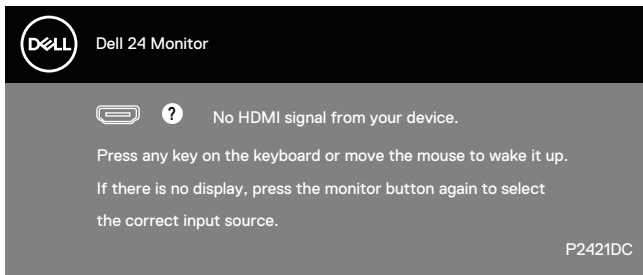 DELL Dell 24 Monitor
? No HDMI signal from your device.
Press any key on the keyboard or move the mouse to wake it up.
If there is no display, press the monitor button again to select
the correct input source.
P2421DC